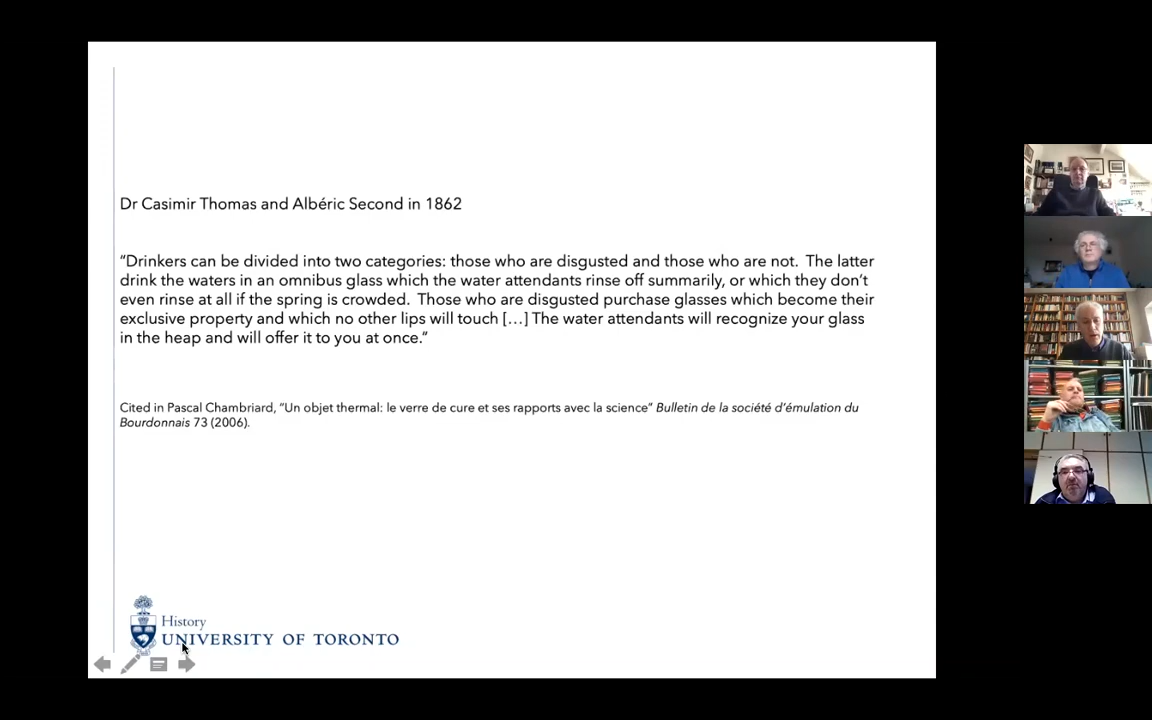 Dr Casimir Thomas and Albéric Second in 1862
“Drinkers can be divided into two categories: those who are disgusted and those who are not.  The latter
drink the waters in an omnibus glass which the water attendants rinse off summarily, or which they don’t
even rinse at all if the spring is crowded.  Those who are disgusted purchase glasses which become their
exclusive property and which no other lips will touch […] The water attendants will recognize your glass
in the heap and will offer it to you at once.”
Cited in Pascal Chambriard, “Un objet thermal: le verre de cure et ses rapports avec la science” Bulletin de la société d’émulation du
Bourdonnais 73 (2006).
History
UNIVERSITY OF TORONTO